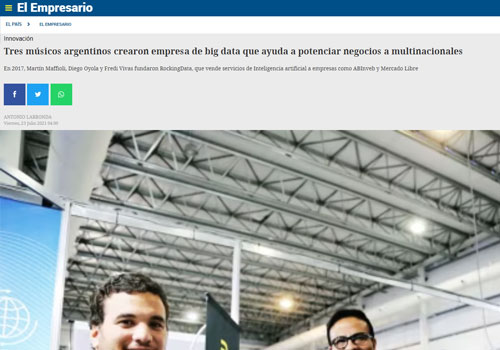 El Empresario
EL PAÍS > EL EMPRESARIO
Innovación
Tres músicos argentinos crearon empresa de big data que ayuda a potenciar negocios a multinacionales
En 2017, Martín Maffioli, Diego Oyola y Fredi Vivas fundaron RockingData, que vende servicios de Inteligencia artificial a empresas como ABInveb y Mercado Libre
ANTONIO LARRONDA
Viernes, 23 Julio 2021 04:00